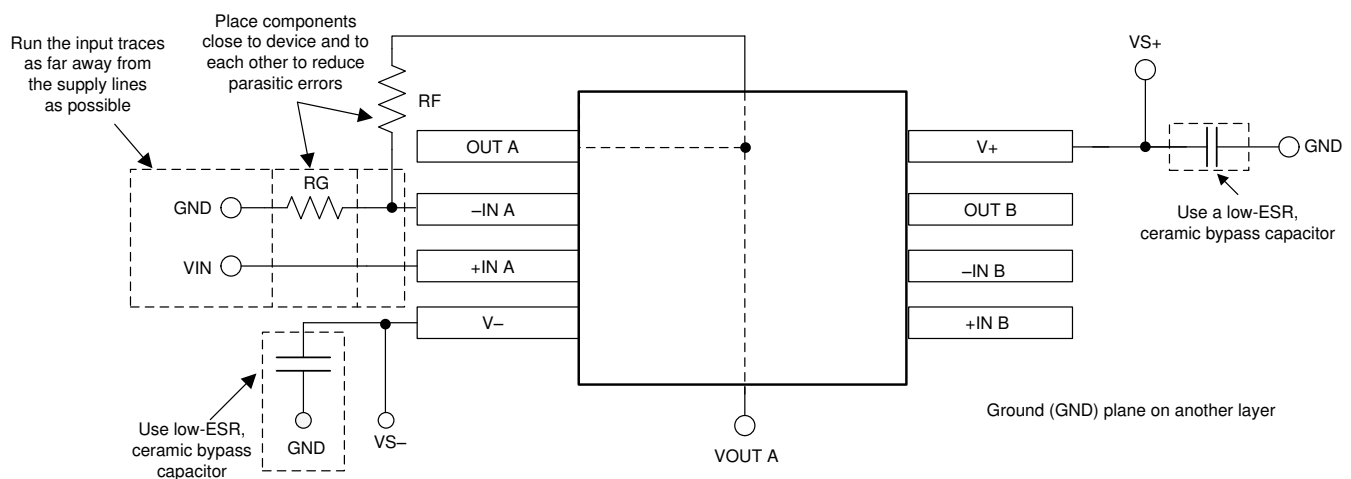 Run the input traces
as far away from
the supply lines
as possible
Place components
close to device and to
each other to reduce
parasitic errors
RF
VS+
OUT A
V+
GND
RG
GND
–IN A
OUT B
Use a low-ESR,
ceramic bypass capacitor
VIN
+IN A
–IN B
V–
+IN B
Use low-ESR,
ceramic bypass
capacitor
GND
VS–
VOUT A
Ground (GND) plane on another layer